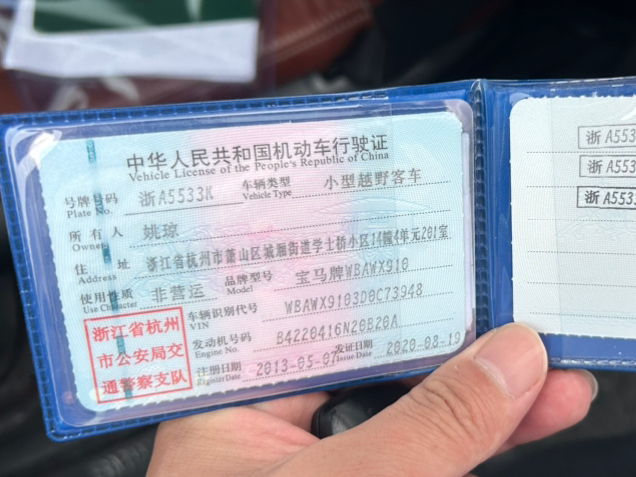 中华人民共和国机动车行驶证
Vehicle License of the People's Republic of China
号牌号码 浙A5533K 车辆类型 小型越野客车
Plate No. Vehicle Type
所有人 姚琼
Owner
住址 浙江省杭州市萧山区城厢街道学士桥小区14幢4单元201室
Address
使用性质 非营运 品牌型号 宝马牌WBAWX910
Use Character Model
车辆识别代号 WBAWX9103D0C73948
VIN
发动机号码 B4220416N20B20A
Engine No.
注册日期 2013-05-07 发证日期 2020-08-19
Register Date Issue Date
浙江省杭州
市公安局交
通警察支队
浙A5533
浙A553
浙A553